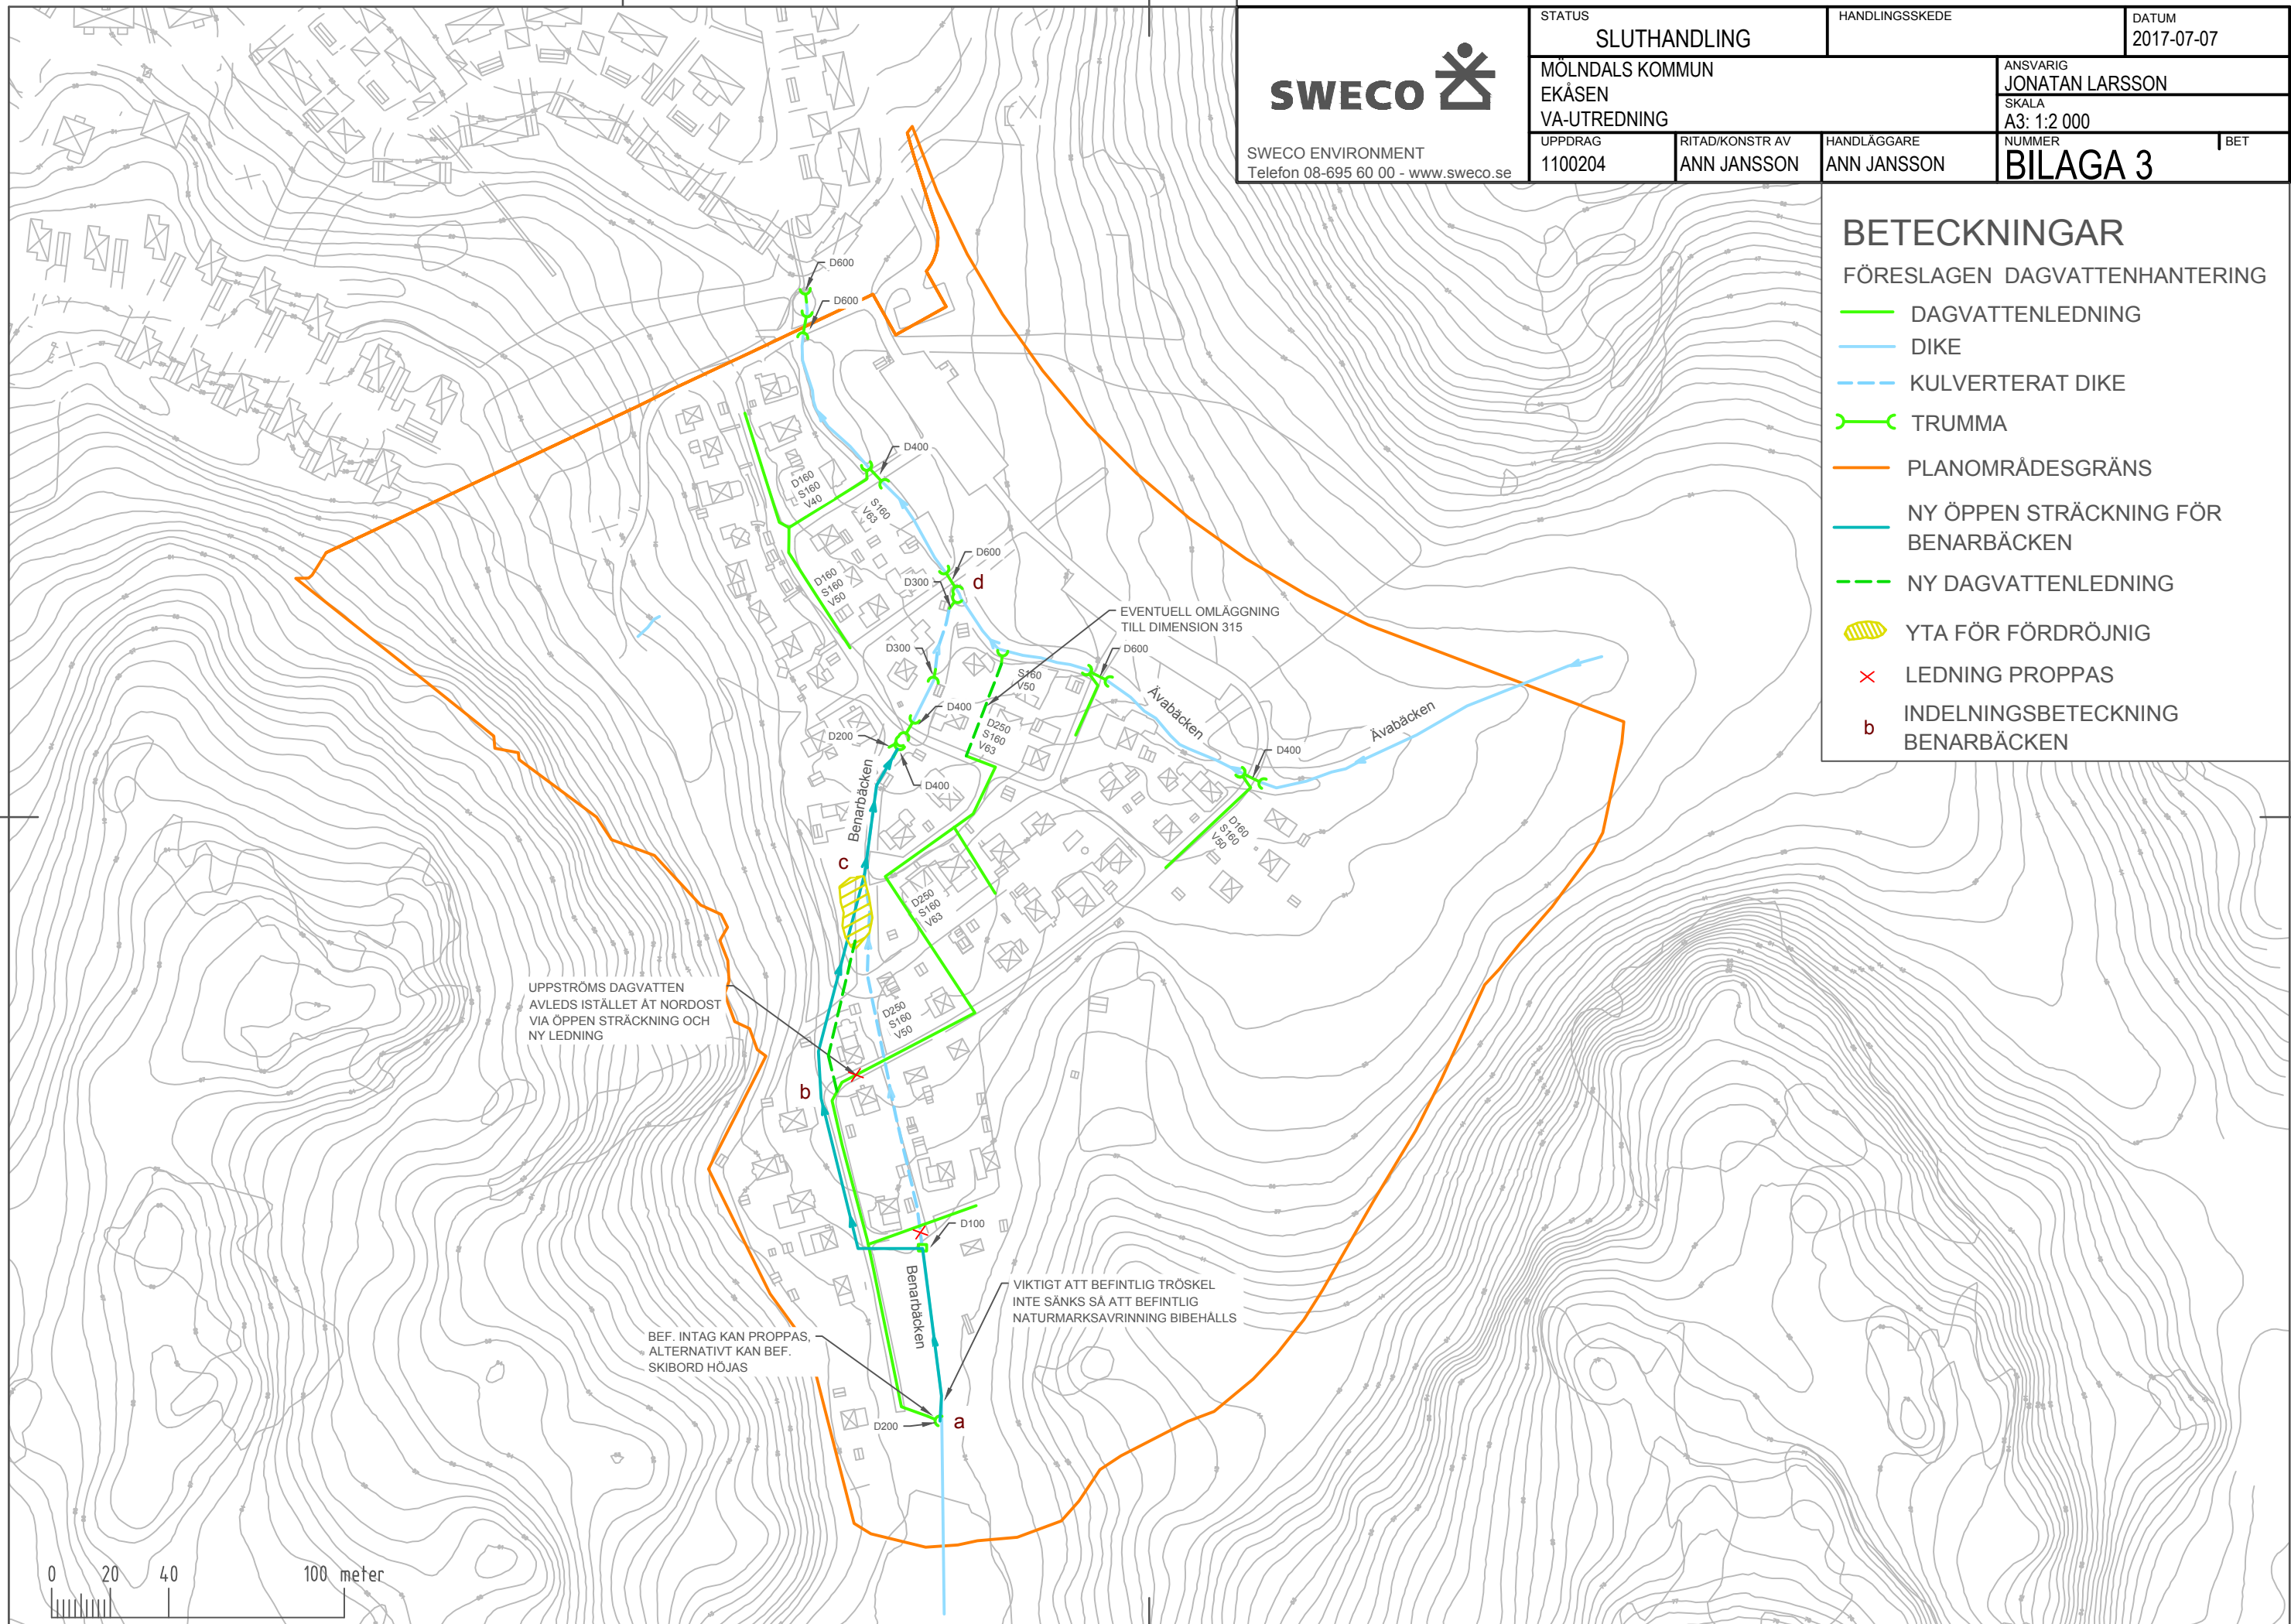 SWECO
SWECO ENVIRONMENT
Telefon 08-695 60 00 - www.sweco.se
STATUS
SLUTHANDLING
HANDLINGSSKEDE
DATUM
2017-07-07
MÖLNDALS KOMMUN
EKÅSEN
VA-UTREDNING
ANSVARIG
JONATAN LARSSON
SKALA
A3: 1:2 000
UPPDRAG
1100204
RITAD/KONSTR AV
ANN JANSSON
HANDLÄGGARE
ANN JANSSON
NUMMER
BILAGA 3
BET
BETECKNINGAR
FÖRESLAGEN DAGVATTENHANTERING
DAGVATTENLEDNING
DIKE
KULVERTERAT DIKE
TRUMMA
PLANOMRÅDESGRÄNS
NY ÖPPEN STRÄCKNING FÖR
BENARBÄCKEN
NY DAGVATTENLEDNING
YTA FÖR FÖRDRÖJNIG
LEDNING PROPPAS
b
INDELNINGSBETECKNING
BENARBÄCKEN
D600
D600
D400
D160
S160
V40
S160
V63
D600
D300
d
D160
S160
V50
EVENTUELL OMLÄGGNING
TILL DIMENSION 315
D300
D600
S160
V50
Ävabäcken
Ävabäcken
D400
D200
D250
S160
V63
D400
D400
Benarbäcken
D160
S160
V50
c
D250
S160
V63
UPPSTRÖMS DAGVATTEN
AVLEDS ISTÄLLET ÅT NORDOST
VIA ÖPPEN STRÄCKNING OCH
NY LEDNING
D250
S160
V50
b
D100
Benarbäcken
VIKTIGT ATT BEFINTLIG TRÖSKEL
INTE SÄNKS SÅ ATT BEFINTLIG
NATURMARKSAVRINNING BIBEHÅLLS
BEF. INTAG KAN PROPPAS,
ALTERNATIVT KAN BEF.
SKIBORD HÖJAS
D200
a
0 20 40 100 meter